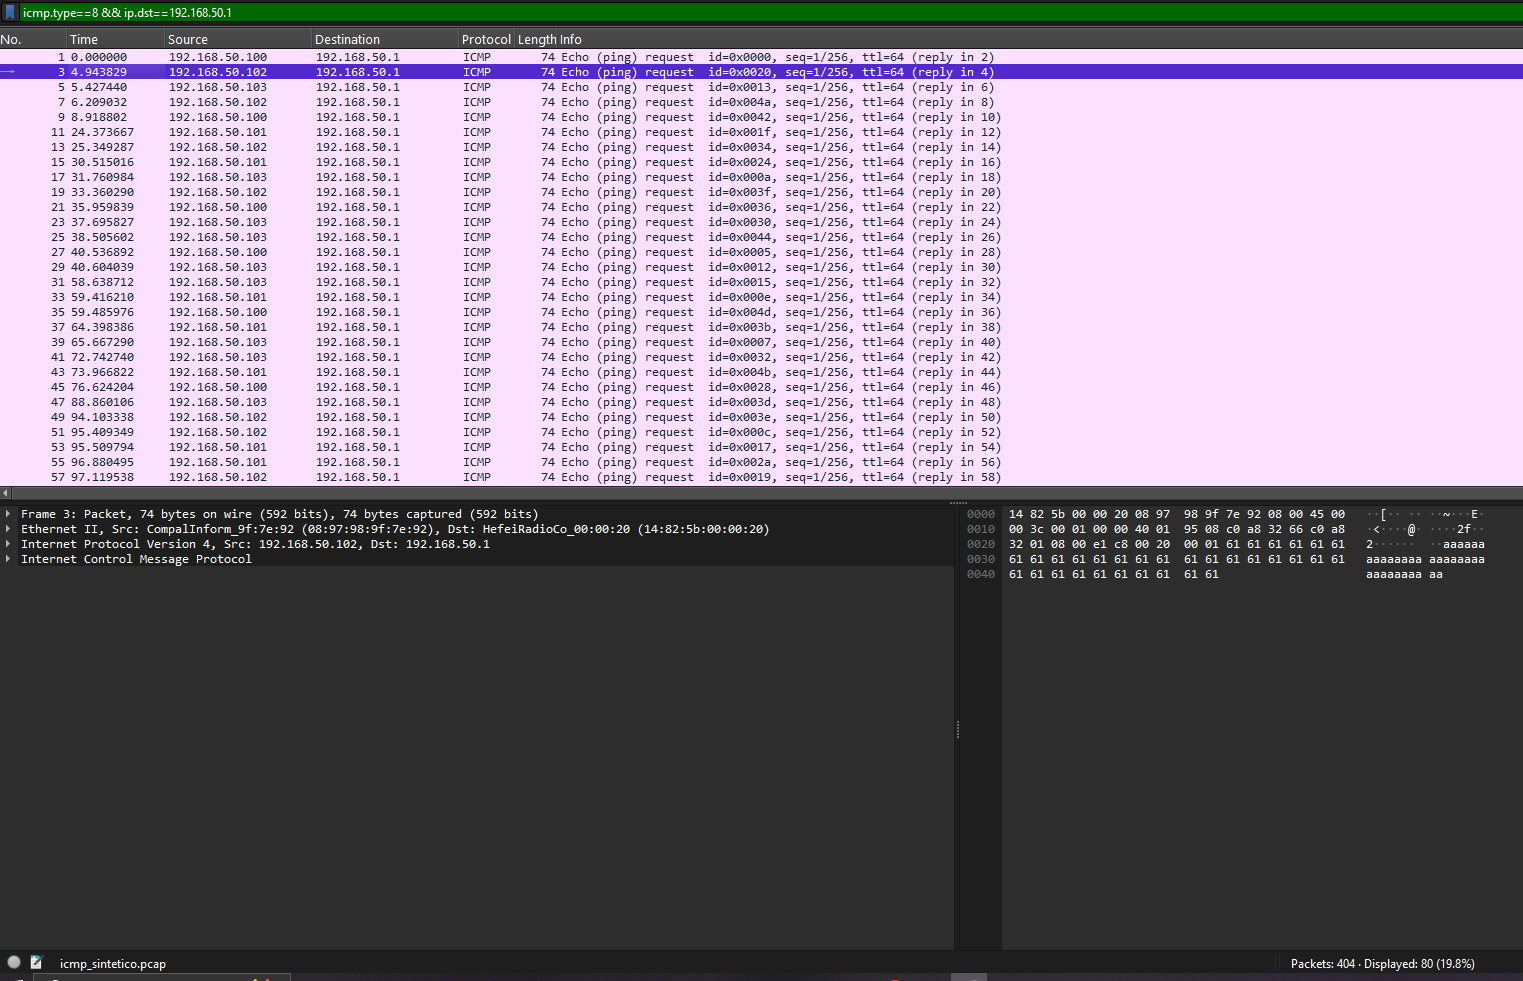 icmp.type==8 && ip.dst==192.168.50.1
No. Time Source Destination Protocol Length Info
1 0.000000 192.168.50.100 192.168.50.1 ICMP 74 Echo (ping) request id=0x0000, seq=1/256, ttl=64 (reply in 2)
3 4.943829 192.168.50.102 192.168.50.1 ICMP 74 Echo (ping) request id=0x0020, seq=1/256, ttl=64 (reply in 4)
5 5.427440 192.168.50.103 192.168.50.1 ICMP 74 Echo (ping) request id=0x0013, seq=1/256, ttl=64 (reply in 6)
7 6.209032 192.168.50.102 192.168.50.1 ICMP 74 Echo (ping) request id=0x004a, seq=1/256, ttl=64 (reply in 8)
9 8.918802 192.168.50.100 192.168.50.1 ICMP 74 Echo (ping) request id=0x0042, seq=1/256, ttl=64 (reply in 10)
11 24.373667 192.168.50.101 192.168.50.1 ICMP 74 Echo (ping) request id=0x001f, seq=1/256, ttl=64 (reply in 12)
13 25.349287 192.168.50.102 192.168.50.1 ICMP 74 Echo (ping) request id=0x0034, seq=1/256, ttl=64 (reply in 14)
15 30.515016 192.168.50.101 192.168.50.1 ICMP 74 Echo (ping) request id=0x0024, seq=1/256, ttl=64 (reply in 16)
17 31.760984 192.168.50.103 192.168.50.1 ICMP 74 Echo (ping) request id=0x000a, seq=1/256, ttl=64 (reply in 18)
19 33.360290 192.168.50.102 192.168.50.1 ICMP 74 Echo (ping) request id=0x003f, seq=1/256, ttl=64 (reply in 20)
21 35.959839 192.168.50.100 192.168.50.1 ICMP 74 Echo (ping) request id=0x0036, seq=1/256, ttl=64 (reply in 22)
23 37.695827 192.168.50.103 192.168.50.1 ICMP 74 Echo (ping) request id=0x0030, seq=1/256, ttl=64 (reply in 24)
25 38.505602 192.168.50.103 192.168.50.1 ICMP 74 Echo (ping) request id=0x0044, seq=1/256, ttl=64 (reply in 26)
27 40.536892 192.168.50.100 192.168.50.1 ICMP 74 Echo (ping) request id=0x0005, seq=1/256, ttl=64 (reply in 28)
29 40.604039 192.168.50.103 192.168.50.1 ICMP 74 Echo (ping) request id=0x0012, seq=1/256, ttl=64 (reply in 30)
31 58.638712 192.168.50.103 192.168.50.1 ICMP 74 Echo (ping) request id=0x0015, seq=1/256, ttl=64 (reply in 32)
33 59.416210 192.168.50.101 192.168.50.1 ICMP 74 Echo (ping) request id=0x000e, seq=1/256, ttl=64 (reply in 34)
35 59.485976 192.168.50.100 192.168.50.1 ICMP 74 Echo (ping) request id=0x004d, seq=1/256, ttl=64 (reply in 36)
37 64.398386 192.168.50.101 192.168.50.1 ICMP 74 Echo (ping) request id=0x003b, seq=1/256, ttl=64 (reply in 38)
39 65.667290 192.168.50.103 192.168.50.1 ICMP 74 Echo (ping) request id=0x0007, seq=1/256, ttl=64 (reply in 40)
41 72.742740 192.168.50.103 192.168.50.1 ICMP 74 Echo (ping) request id=0x0032, seq=1/256, ttl=64 (reply in 42)
43 73.966822 192.168.50.101 192.168.50.1 ICMP 74 Echo (ping) request id=0x004b, seq=1/256, ttl=64 (reply in 44)
45 76.624204 192.168.50.100 192.168.50.1 ICMP 74 Echo (ping) request id=0x0028, seq=1/256, ttl=64 (reply in 46)
47 88.860106 192.168.50.103 192.168.50.1 ICMP 74 Echo (ping) request id=0x003d, seq=1/256, ttl=64 (reply in 48)
49 94.103338 192.168.50.102 192.168.50.1 ICMP 74 Echo (ping) request id=0x003e, seq=1/256, ttl=64 (reply in 50)
51 95.409349 192.168.50.102 192.168.50.1 ICMP 74 Echo (ping) request id=0x000c, seq=1/256, ttl=64 (reply in 52)
53 95.509794 192.168.50.101 192.168.50.1 ICMP 74 Echo (ping) request id=0x0017, seq=1/256, ttl=64 (reply in 54)
55 96.880495 192.168.50.101 192.168.50.1 ICMP 74 Echo (ping) request id=0x002a, seq=1/256, ttl=64 (reply in 56)
57 97.119538 192.168.50.102 192.168.50.1 ICMP 74 Echo (ping) request id=0x0019, seq=1/256, ttl=64 (reply in 58)
Frame 3: Packet, 74 bytes on wire (592 bits), 74 bytes captured (592 bits)
Ethernet II, Src: CompalInform_9f:7e:92 (08:97:98:9f:7e:92), Dst: HefeiRadioCo_00:00:20 (14:82:5b:00:00:20)
Internet Protocol Version 4, Src: 192.168.50.102, Dst: 192.168.50.1
Internet Control Message Protocol
0000 14 82 5b 00 00 20 08 97 98 9f 7e 92 08 00 45 00 ··[·· ·· ··~···E·
0010 00 3c 00 01 00 00 40 01 95 08 c0 a8 32 66 c0 a8 ·<····@· ····2f··
0020 32 01 08 00 e1 c8 00 20 00 01 61 61 61 61 61 61 2······  ··aaaaaa
0030 61 61 61 61 61 61 61 61 61 61 61 61 61 61 61 61 aaaaaaaa aaaaaaaa
0040 61 61 61 61 61 61 61 61 61 61 aaaaaaaa aa
icmp_sintetico.pcap
Packets: 404 · Displayed: 80 (19.8%)